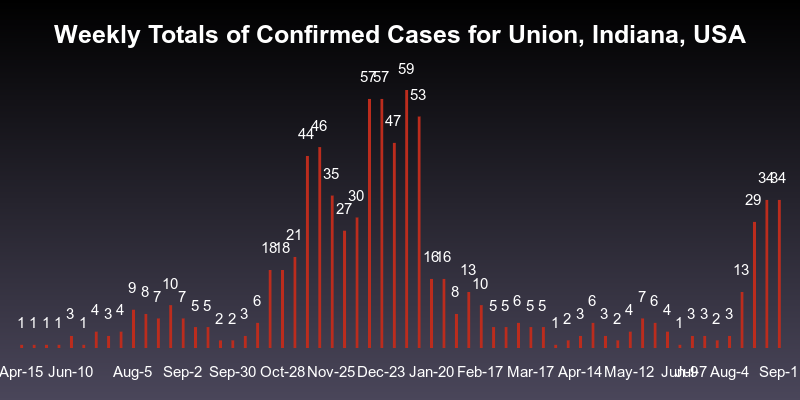 Weekly Totals of Confirmed Cases for Union, Indiana, USA
1 1 1 1 3 1 4 3 4 9 8 7 10 7 5 5 2 2 3 6 18 18 21 44 46 35 27 30 57 57 47 59 53 16 16 8 13 10 5 5 6 5 5 1 2 3 6 3 2 4 7 6 4 1 3 3 2 3 13 29 34 34
Apr-15 Jun-10 Aug-5 Sep-2 Sep-30 Oct-28 Nov-25 Dec-23 Jan-20 Feb-17 Mar-17 Apr-14 May-12 Aug-4 Sep-1